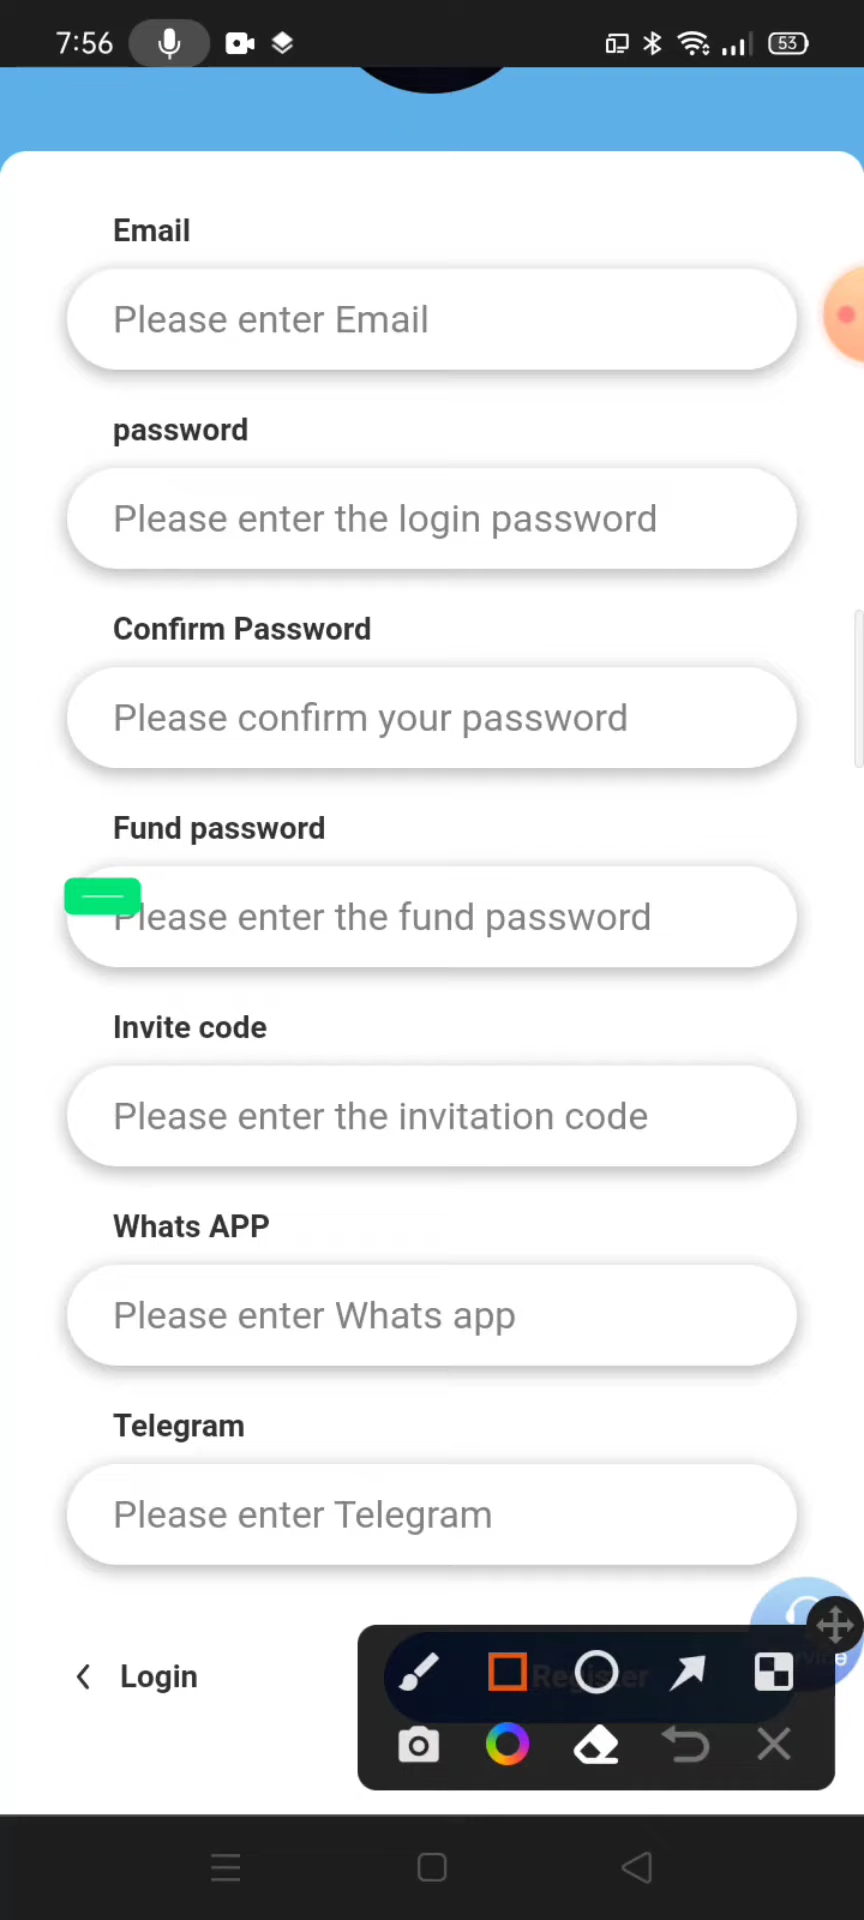 7:56
53
Email
Please enter Email
password
Please enter the login password
Confirm Password
Please confirm your password
Fund password
Please enter the fund password
Invite code
Please enter the invitation code
Whats APP
Please enter Whats app
Telegram
Please enter Telegram
Login
Register